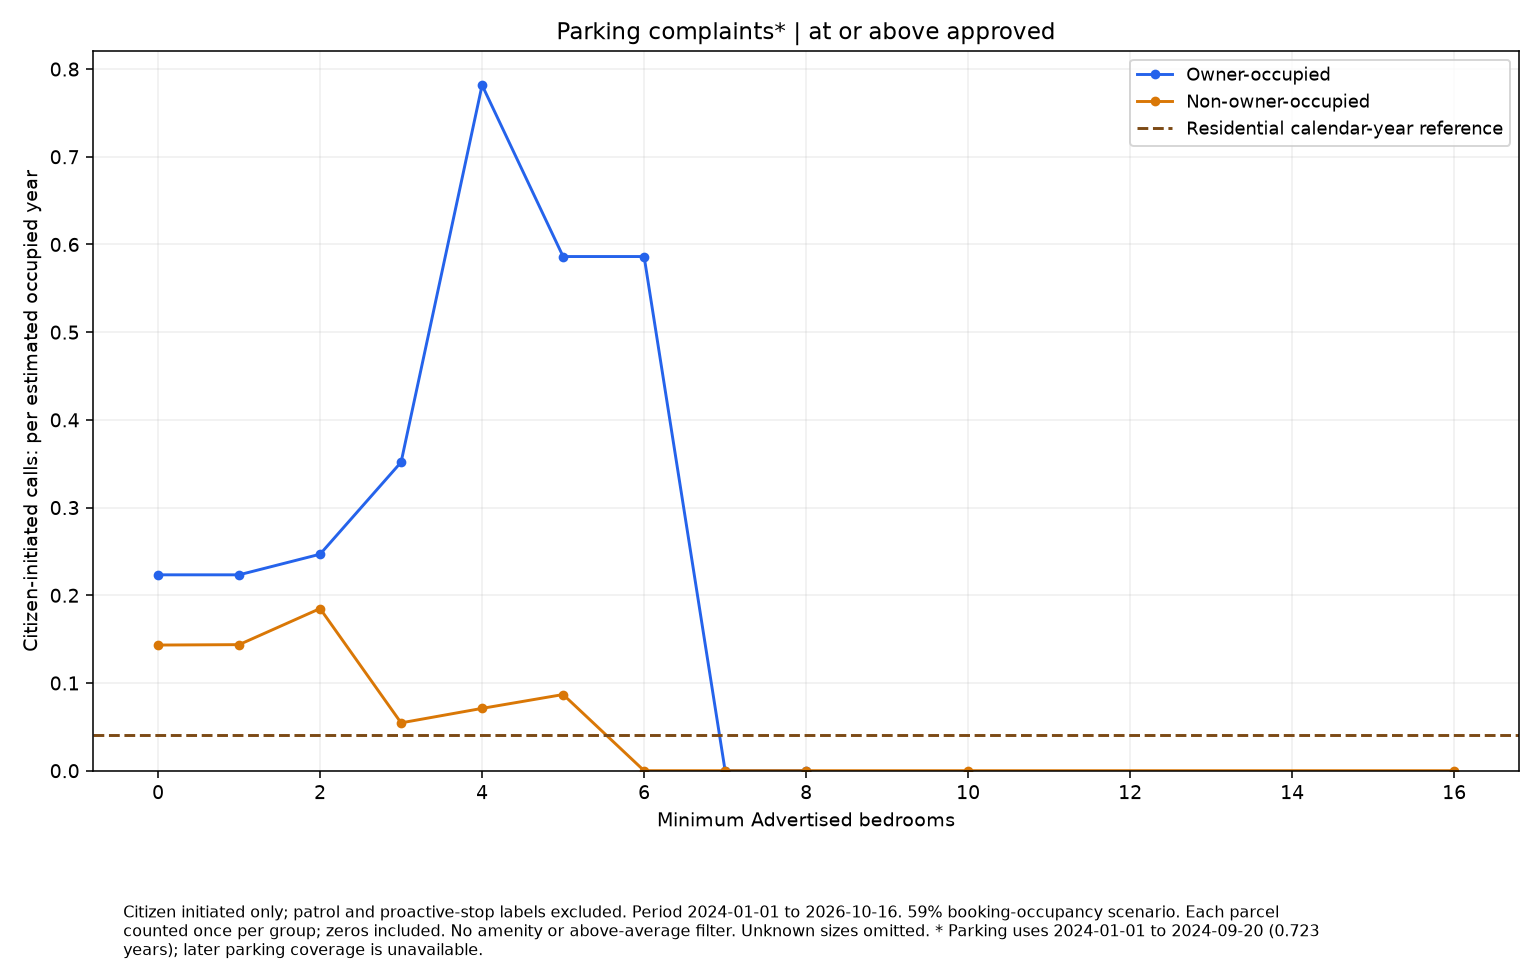 Parking complaints* | at or above approved
Owner-occupied
Non-owner-occupied
Residential calendar-year reference
Citizen-initiated calls: per estimated occupied year
0.8
0.7
0.6
0.5
0.4
0.3
0.2
0.1
0.0
0 2 4 6 8 10 12 14 16
Minimum Advertised bedrooms
Citizen initiated only; patrol and proactive-stop labels excluded. Period 2024-01-01 to 2026-10-16. 59% booking-occupancy scenario. Each parcel
counted once per group; zeros included. No amenity or above-average filter. Unknown sizes omitted. * Parking uses 2024-01-01 to 2024-09-20 (0.723
years); later parking coverage is unavailable.